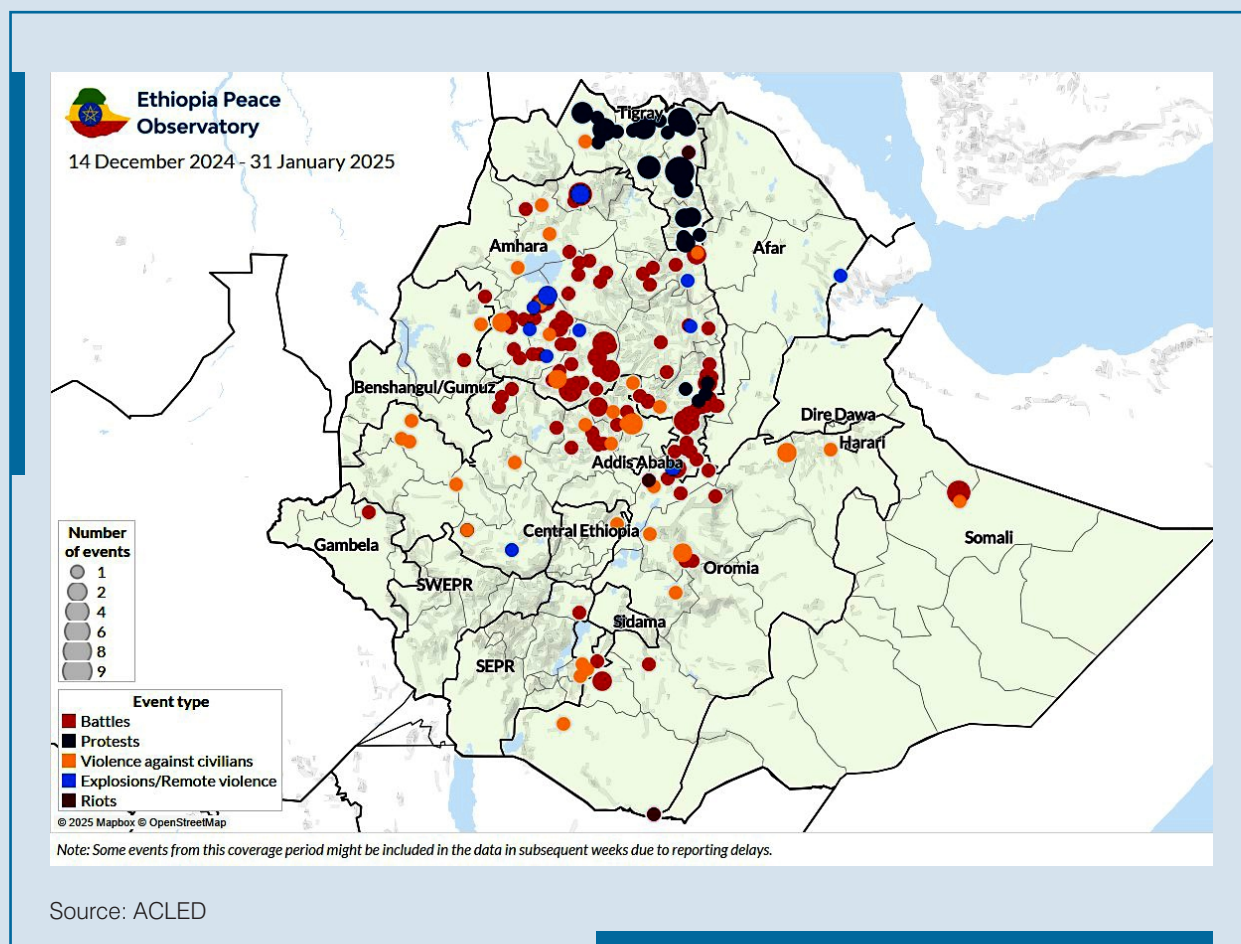 Ethiopia Peace
Observatory
14 December 2024 - 31 January 2025
Tigray
Amhara
Afar
Benshangul/Gumuz
Dire Dawa
Harari
Addis Ababa
Central Ethiopia
Gambela
Somali
SWEPR
Oromia
Sidama
SEPR
Number
of events
1
2
4
6
8
9
Event type
Battles
Protests
Violence against civilians
Explosions/Remote violence
Riots
© 2025 Mapbox © OpenStreetMap
Note: Some events from this coverage period might be included in the data in subsequent weeks due to reporting delays.
Source: ACLED